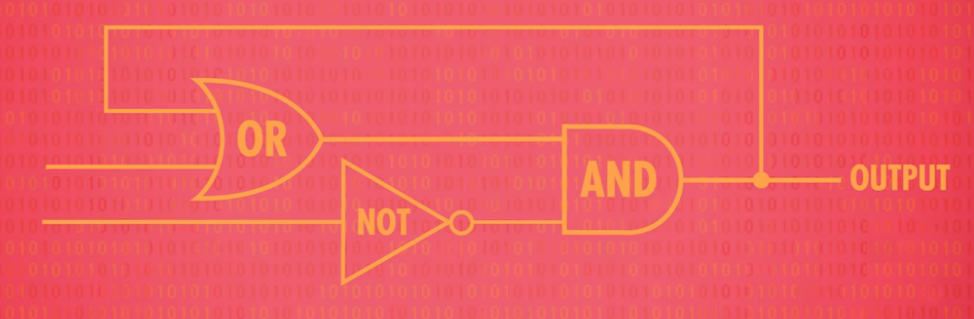 OR
AND
OUTPUT
NOT